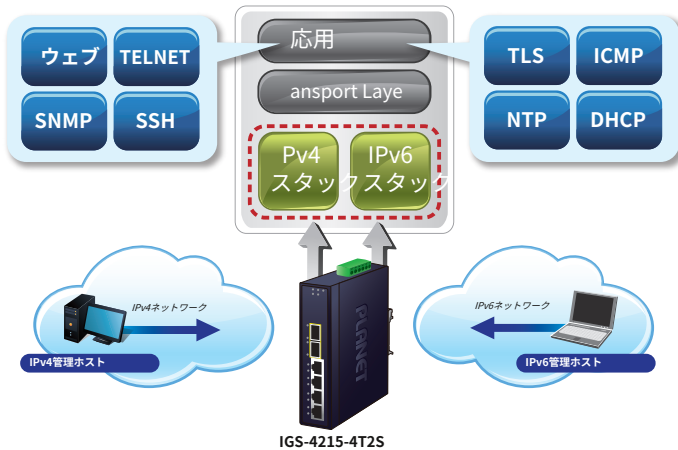 ウェブ
TELNET
SNMP
SSH
応用
ansport Laye
Pv4
スタック
IPv6
スタック
TLS
ICMP
NTP
DHCP
IPv4ネットワーク
IPv4管理ホスト
PLANET
IPv6ネットワーク
IPv6管理ホスト
IGS-4215-4T2S